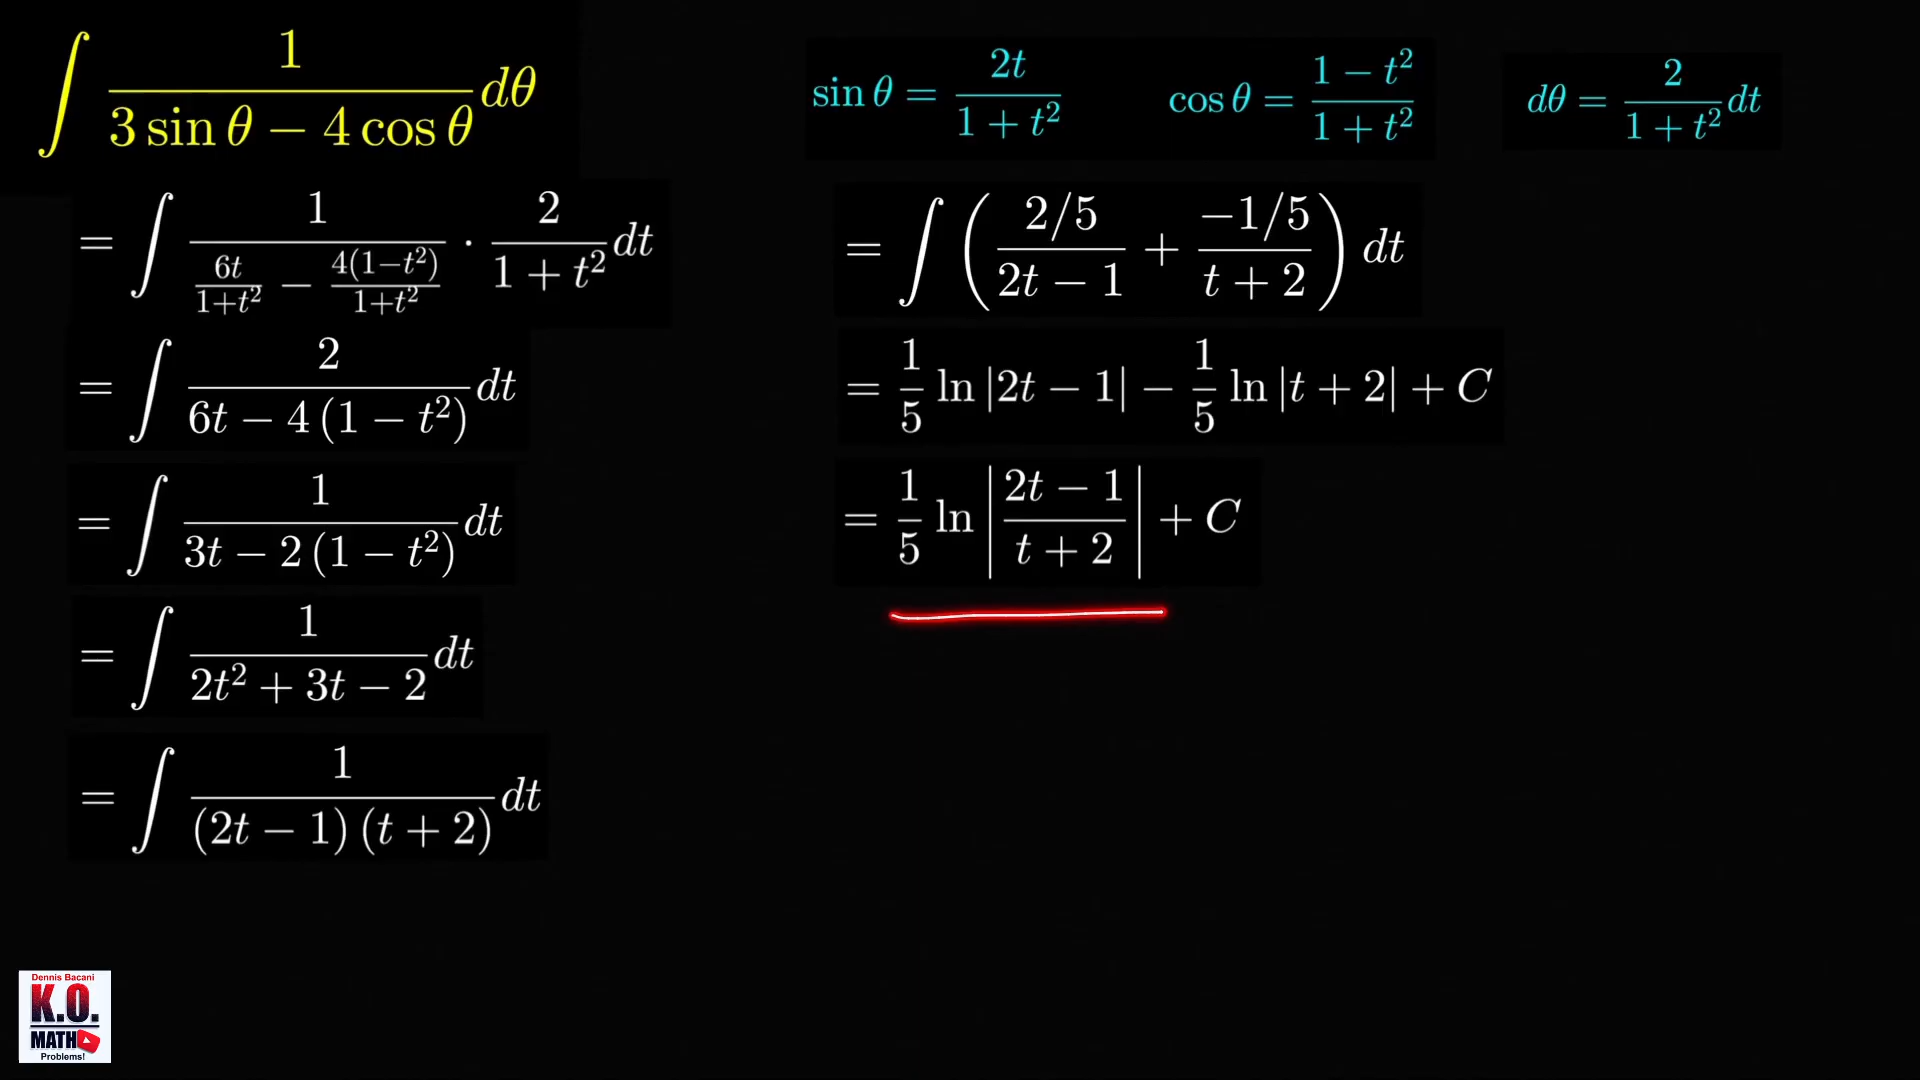 ∫ 1/(3 sin θ − 4 cos θ) dθ
sin θ = 2t/(1 + t²)
cos θ = (1 − t²)/(1 + t²)
dθ = 2/(1 + t²) dt
= ∫ 1/(6t/(1+t²) − 4(1−t²)/(1+t²)) · 2/(1 + t²) dt
= ∫ 2/(6t − 4(1 − t²)) dt
= ∫ 1/(3t − 2(1 − t²)) dt
= ∫ 1/(2t² + 3t − 2) dt
= ∫ 1/((2t − 1)(t + 2)) dt
= ∫ ((2/5)/(2t − 1) + (−1/5)/(t + 2)) dt
= 1/5 ln |2t − 1| − 1/5 ln |t + 2| + C
= 1/5 ln |(2t − 1)/(t + 2)| + C
Dennis Bacani
K.O.
MATH
Problems!